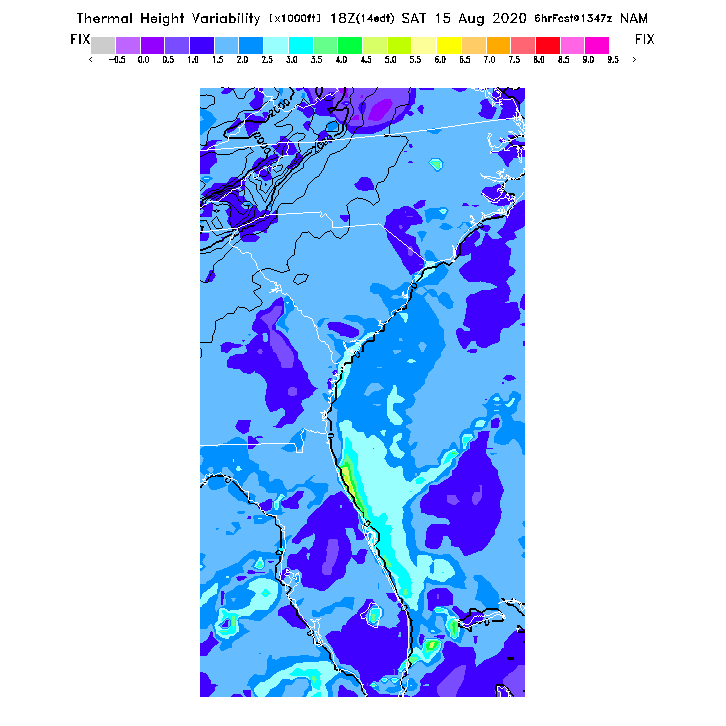 Thermal Height Variability [x1000ft] 18Z(14edt) SAT 15 Aug 2020 6hrFcst@1347z NAM
FIX FIX
< -0.5 0.0 0.5 1.0 1.5 2.0 2.5 3.0 3.5 4.0 4.5 5.0 5.5 6.0 6.5 7.0 7.5 8.0 8.5 9.0 9.5 >
2000
2000